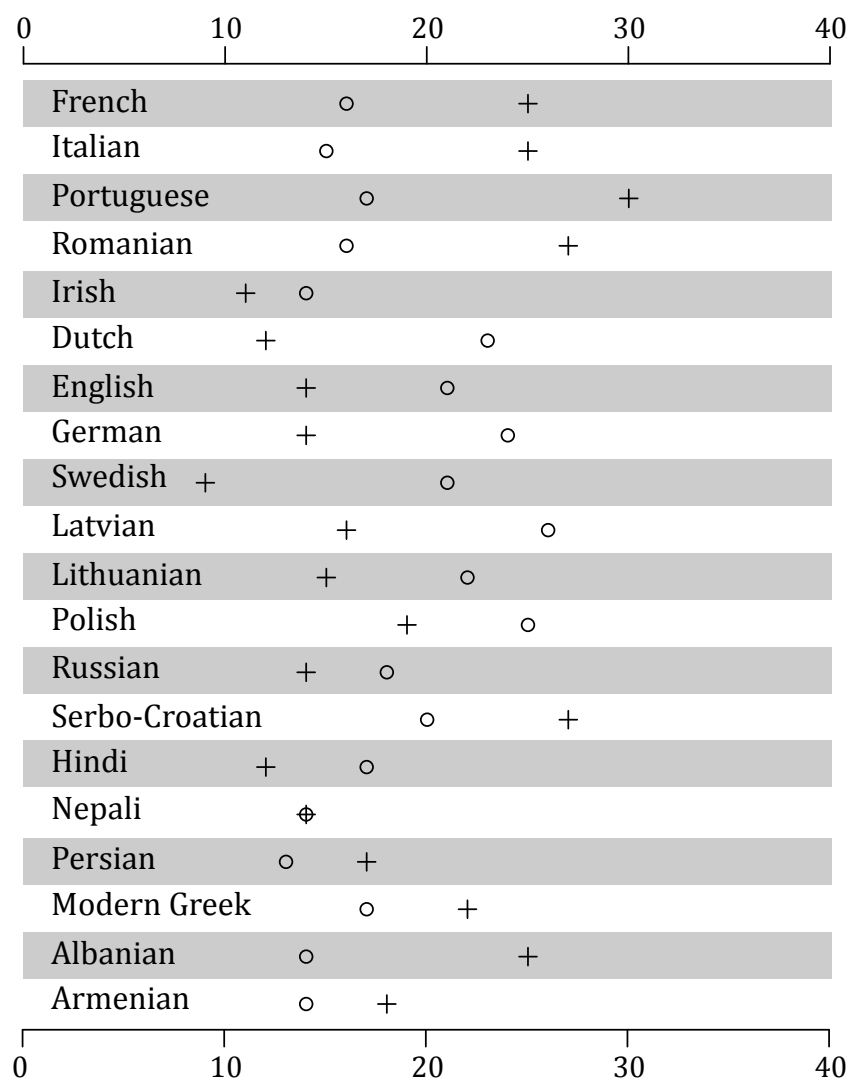 0 10 20 30 40
French
Italian
Portuguese
Romanian
Irish
Dutch
English
German
Swedish
Latvian
Lithuanian
Polish
Russian
Serbo-Croatian
Hindi
Nepali
Persian
Modern Greek
Albanian
Armenian
0 10 20 30 40